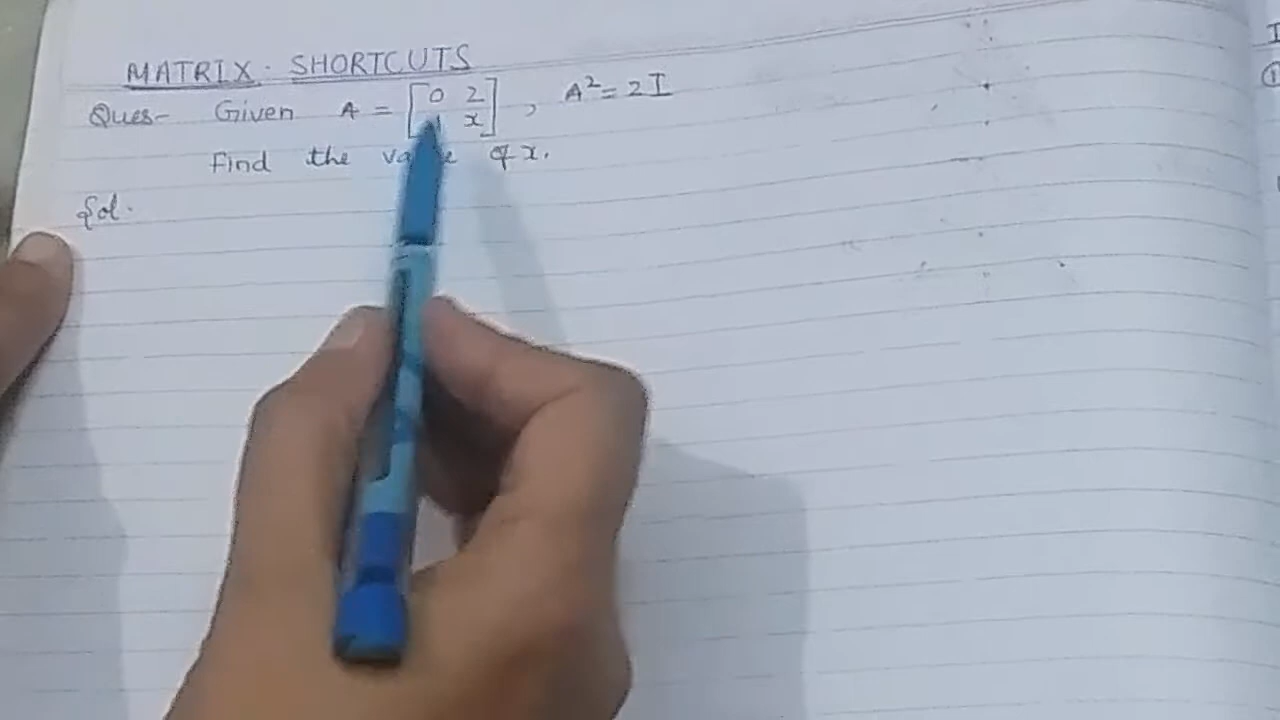 MATRIX SHORTCUTS
Ques- Given A = [0 2 x] , A² = 2I
Find the of x.
Sol.